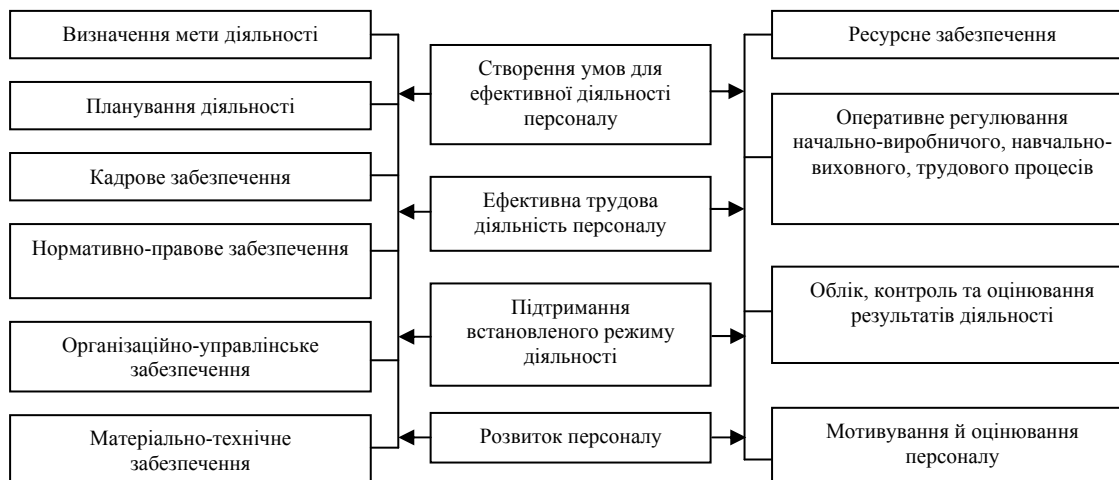 Визначення мети діяльності
Планування діяльності
Кадрове забезпечення
Нормативно-правове забезпечення
Організаційно-управлінське
забезпечення
Матеріально-технічне
забезпечення
Створення умов для
ефективної діяльності
персоналу
Ефективна трудова
діяльність персоналу
Підтримання
встановленого режиму
діяльності
Розвиток персоналу
Ресурсне забезпечення
Оперативне регулювання
начально-виробничого, навчально-
виховного, трудового процесів
Облік, контроль та оцінювання
результатів діяльності
Мотивування й оцінювання
персоналу